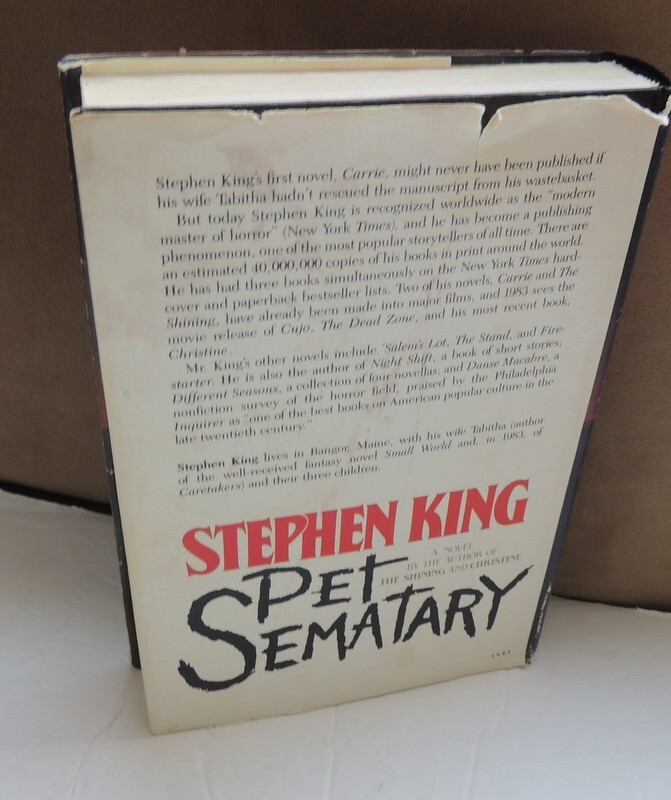 Stephen King's first novel, Carrie, might never have been published if
his wife Tabitha hadn't rescued the manuscript from his wastebasket.
But today Stephen King is recognized worldwide as the "modern
master of horror" (New York Times), and he has become a publishing
phenomenon, one of the most popular storytellers of all time. There are
an estimated 40,000,000 copies of his books in print around the world.
He has had three books simultaneously on the New York Times hard-
cover and paperback bestseller lists. Two of his novels, Carrie and The
Shining, have already been made into major films, and 1983 sees the
movie release of Cujo, The Dead Zone, and his most recent book,
Christine.
Mr. King's other novels include 'Salem's Lot, The Stand, and Fire-
starter. He is also the author of Night Shift, a book of short stories;
Different Seasons, a collection of four novellas; and Danse Macabre, a
nonfiction survey of the horror field, praised by the Philadelphia
Inquirer as "one of the best books on American popular culture in the
late twentieth century."
Stephen King lives in Bangor, Maine, with his wife Tabitha (author
of the well-received fantasy novel Small World and, in 1983, of
Caretakers) and their three children.
STEPHEN KING
A NOVEL
BY THE AUTHOR OF
THE SHINING AND CHRISTINE
PET
SEMATARY